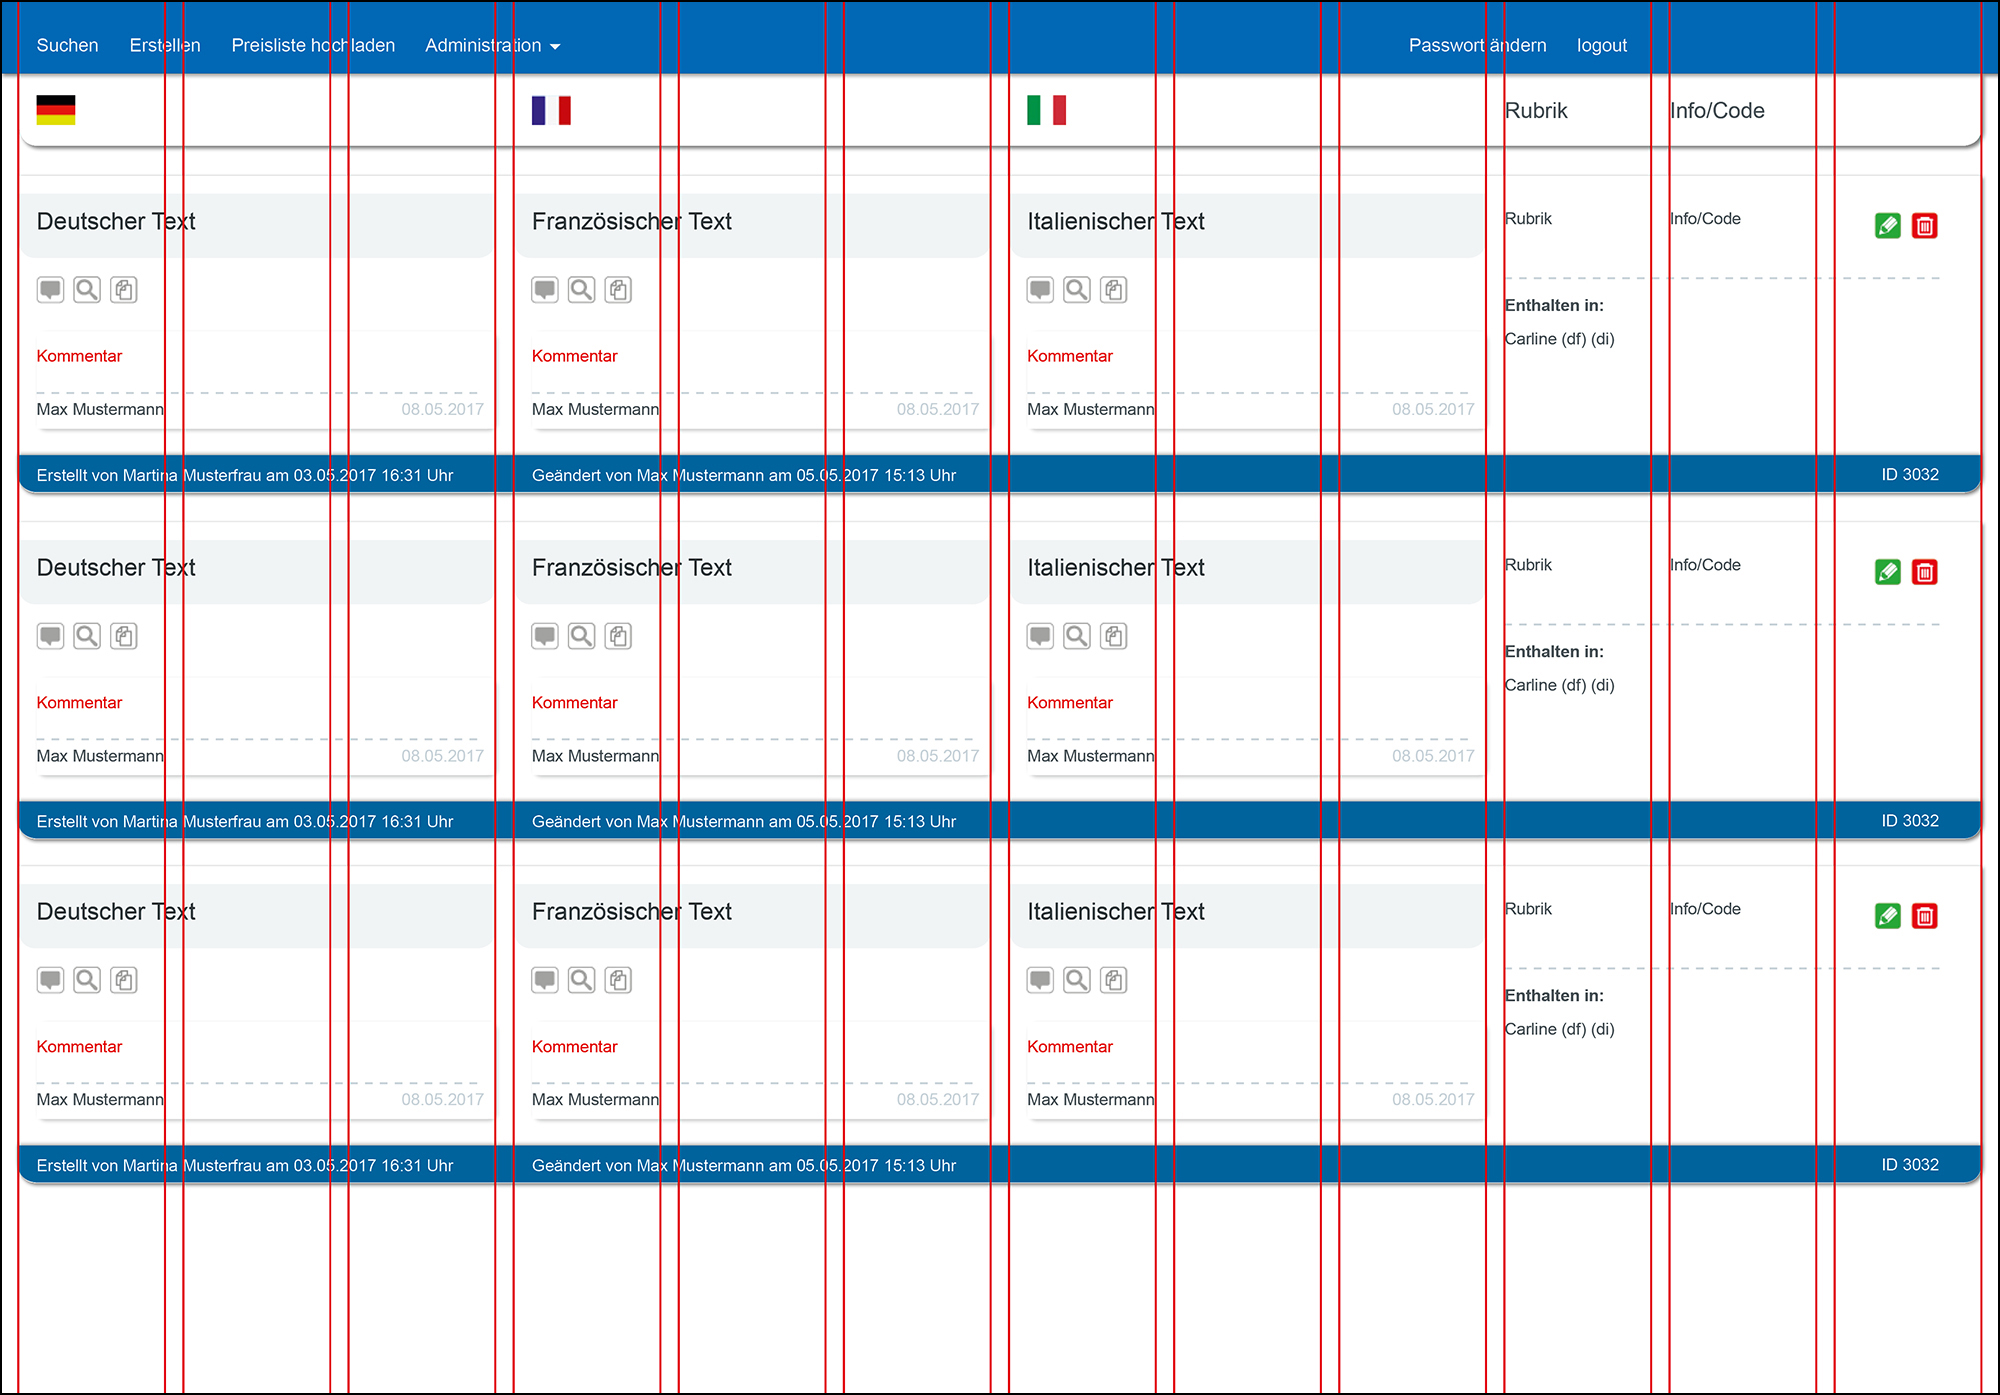 Suchen Erstellen Preisliste hochladen Administration Passwort ändern logout
Rubrik Info/Code
Deutscher Text Französischer Text Italienischer Text Rubrik Info/Code
Enthalten in:
Carline (df) (di)
Kommentar Kommentar Kommentar
Max Mustermann 08.05.2017 Max Mustermann 08.05.2017 Max Mustermann 08.05.2017
Erstellt von Martina Musterfrau am 03.05.2017 16:31 Uhr Geändert von Max Mustermann am 05.05.2017 15:13 Uhr ID 3032
Deutscher Text Französischer Text Italienischer Text Rubrik Info/Code
Enthalten in:
Carline (df) (di)
Kommentar Kommentar Kommentar
Max Mustermann 08.05.2017 Max Mustermann 08.05.2017 Max Mustermann 08.05.2017
Erstellt von Martina Musterfrau am 03.05.2017 16:31 Uhr Geändert von Max Mustermann am 05.05.2017 15:13 Uhr ID 3032
Deutscher Text Französischer Text Italienischer Text Rubrik Info/Code
Enthalten in:
Carline (df) (di)
Kommentar Kommentar Kommentar
Max Mustermann 08.05.2017 Max Mustermann 08.05.2017 Max Mustermann 08.05.2017
Erstellt von Martina Musterfrau am 03.05.2017 16:31 Uhr Geändert von Max Mustermann am 05.05.2017 15:13 Uhr ID 3032